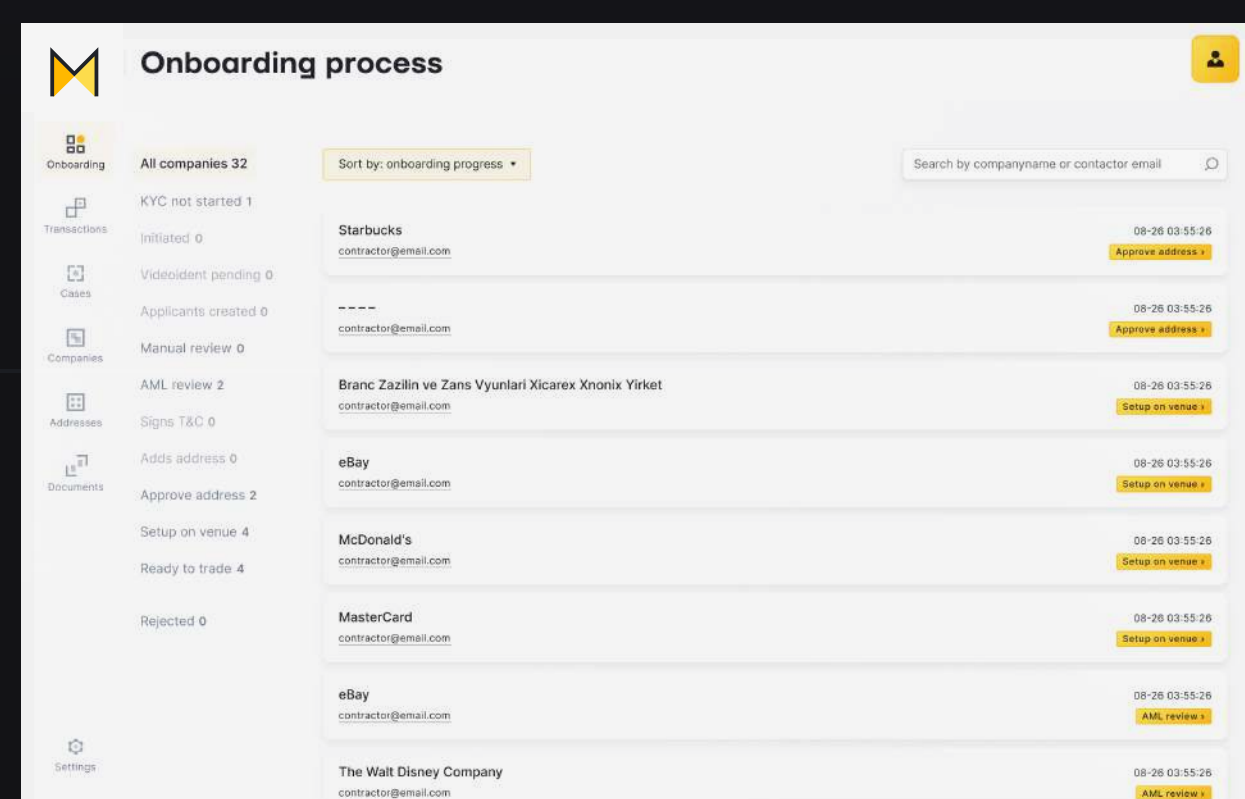 Onboarding process
Onboarding
Transactions
Cases
Companies
Addresses
Documents
Settings
All companies 32
KYC not started 1
Initiated 0
Videoident pending 0
Applicants created 0
Manual review 0
AML review 2
Signs T&C 0
Adds address 0
Approve address 2
Setup on venue 4
Ready to trade 4
Rejected 0
Sort by: onboarding progress
Search by companyname or contactor email
Starbucks
contractor@email.com
08-26 03:55:26
Approve address ›
----
contractor@email.com
08-26 03:55:26
Approve address ›
Branc Zazilin ve Zans Vyunlari Xicarex Xnonix Yirket
contractor@email.com
08-26 03:55:26
Setup on venue ›
eBay
contractor@email.com
08-26 03:55:26
Setup on venue ›
McDonald's
contractor@email.com
08-26 03:55:26
Setup on venue ›
MasterCard
contractor@email.com
08-26 03:55:26
Setup on venue ›
eBay
contractor@email.com
08-26 03:55:26
AML review ›
The Walt Disney Company
contractor@email.com
08-26 03:55:26
AML review ›